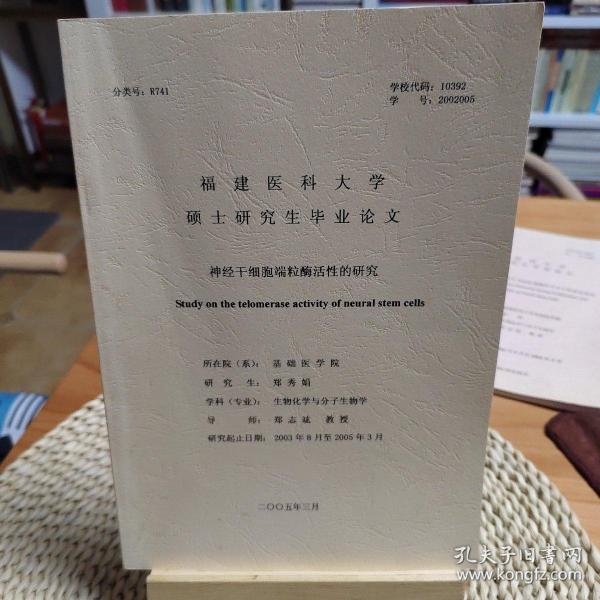 分类号：R741
学校代码：10392
学 号：2002005
福建医科大学
硕士研究生毕业论文
神经干细胞端粒酶活性的研究
Study on the telomerase activity of neural stem cells
所在院（系）： 基础医学院
研 究 生： 郑秀娟
学科（专业）： 生物化学与分子生物学
导 师： 郑志竑 教授
研究起止日期： 2003 年 8 月至 2005 年 3 月
二〇〇五年三月
孔夫子旧书网
www.kongfz.com